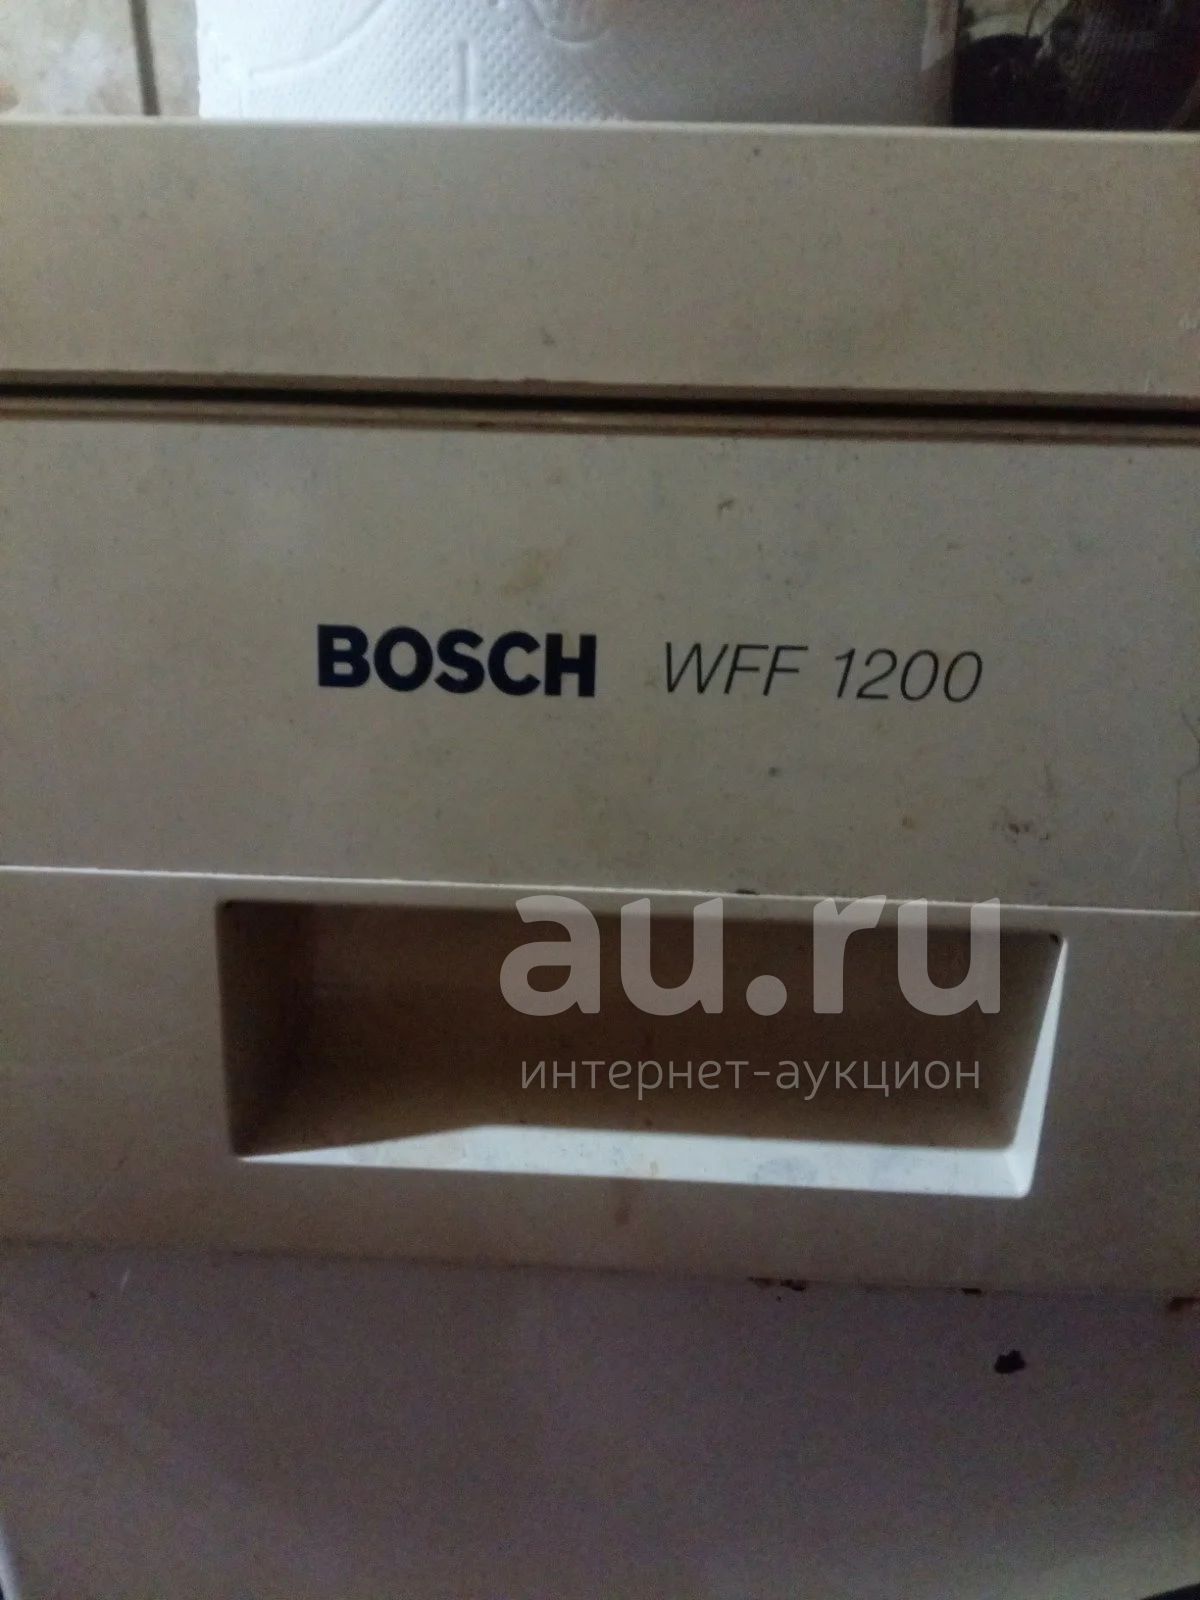 BOSCH WFF 1200
au.ru
интернет-аукцион